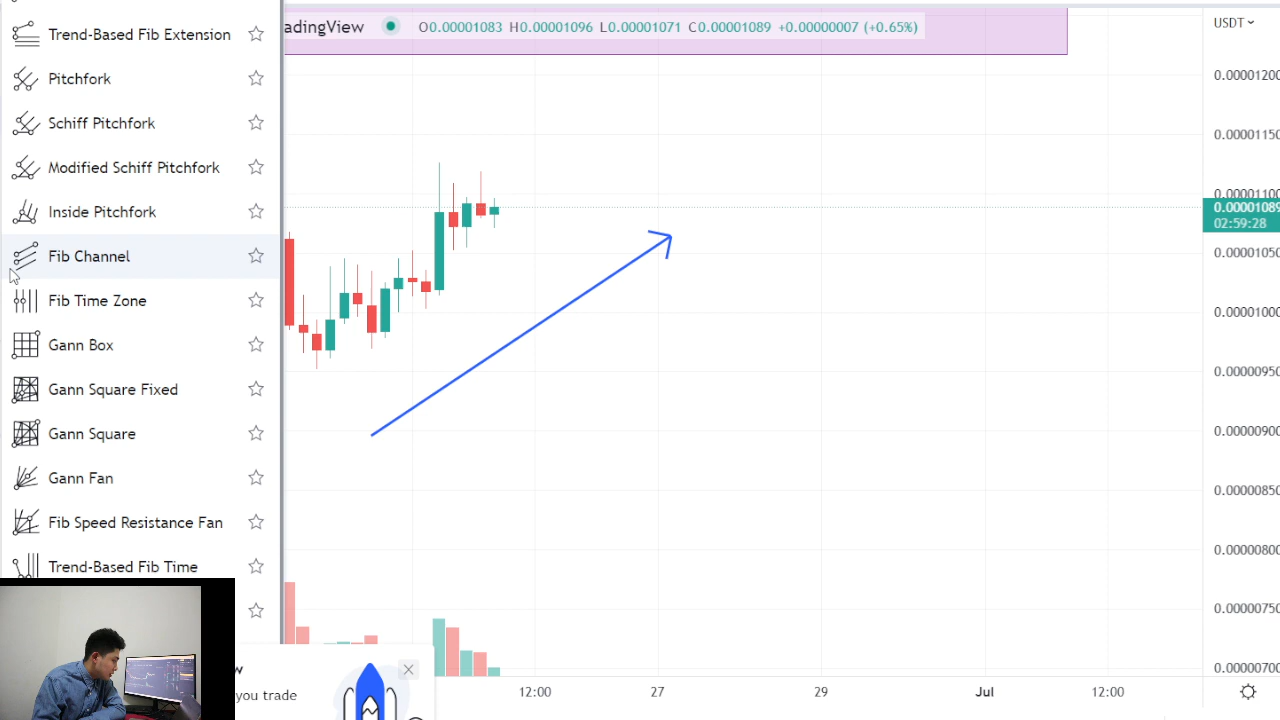 Trend-Based Fib Extension
Pitchfork
Schiff Pitchfork
Modified Schiff Pitchfork
Inside Pitchfork
Fib Channel
Fib Time Zone
Gann Box
Gann Square Fixed
Gann Square
Gann Fan
Fib Speed Resistance Fan
Trend-Based Fib Time
adingView O0.00001083 H0.00001096 L0.00001071 C0.00001089 +0.00000007 (+0.65%)
USDT
0.00001200
0.00001150
0.00001100
0.00001089
02:59:28
0.00001050
0.00001000
0.00000950
0.00000900
0.00000850
0.00000800
0.00000750
0.00000700
w
you trade
12:00 27 29 Jul 12:00